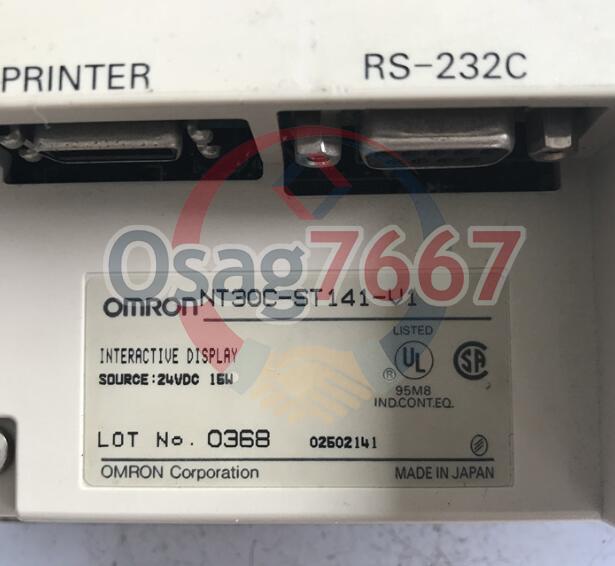 PRINTER
RS-232C
Osag7667
OMRON NT30C-ST141-V1
LISTED
INTERACTIVE DISPLAY
UL
SA
SOURCE:24VDC 15W
®
95M8
IND.CONT.EQ.
LOT No. 0368 02502141
OMRON Corporation MADE IN JAPAN